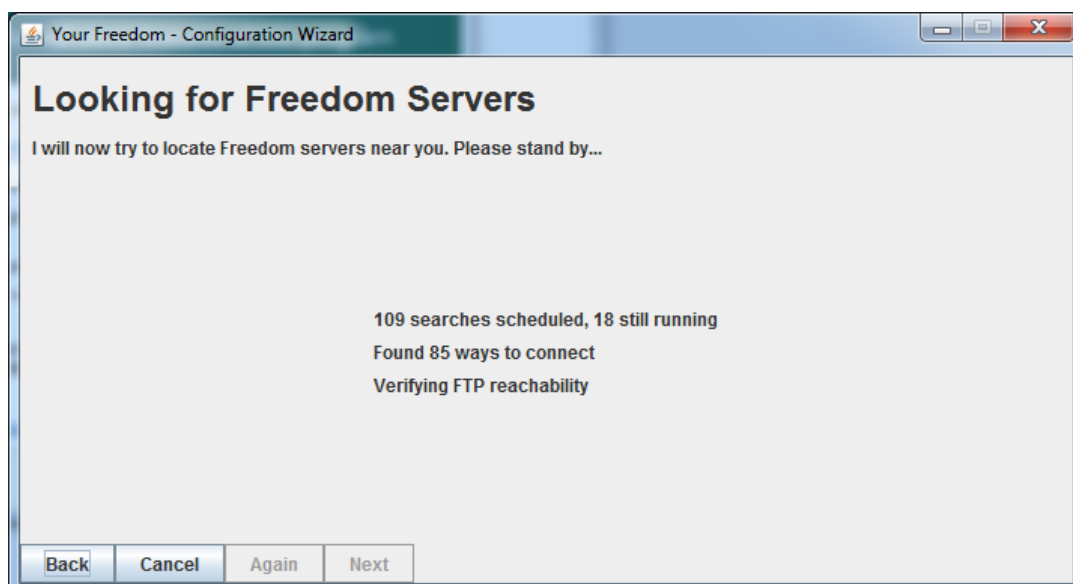 Your Freedom - Configuration Wizard
Looking for Freedom Servers
I will now try to locate Freedom servers near you. Please stand by...
109 searches scheduled, 18 still running
Found 85 ways to connect
Verifying FTP reachability
Back Cancel Again Next